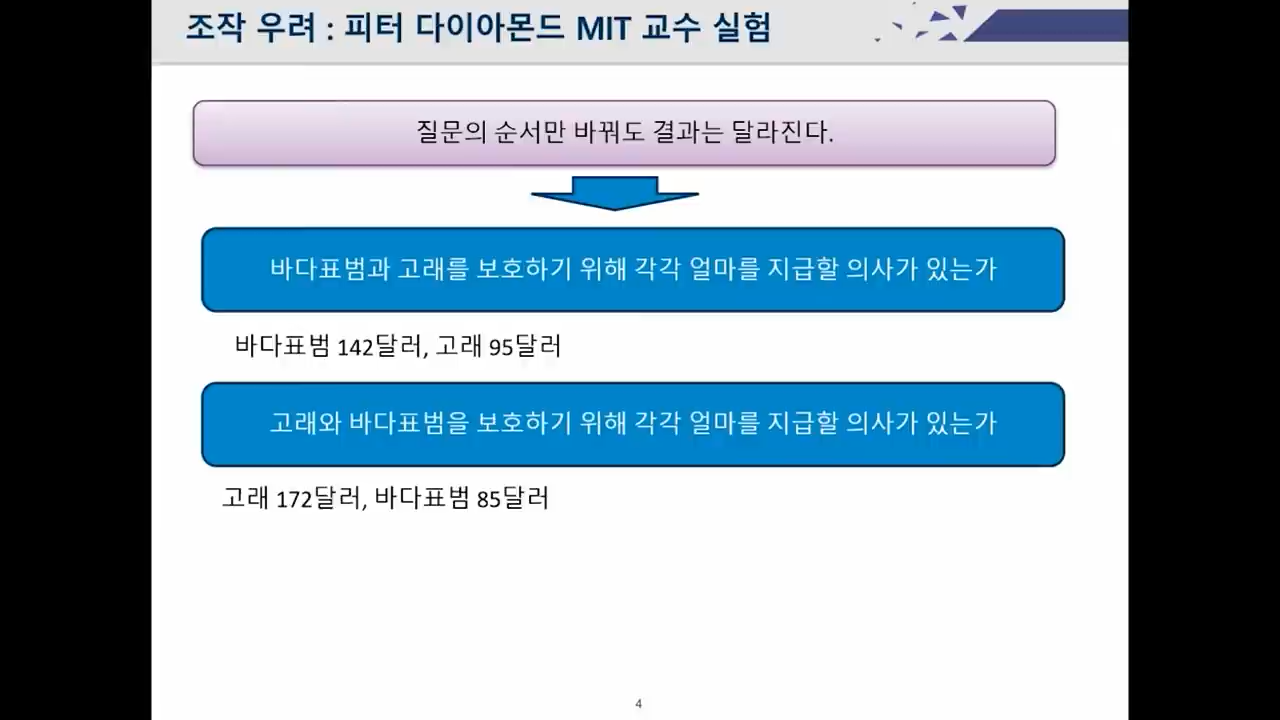 조작 우려 : 피터 다이아몬드 MIT 교수 실험
질문의 순서만 바꿔도 결과는 달라진다.
바다표범과 고래를 보호하기 위해 각각 얼마를 지급할 의사가 있는가
바다표범 142달러, 고래 95달러
고래와 바다표범을 보호하기 위해 각각 얼마를 지급할 의사가 있는가
고래 172달러, 바다표범 85달러
4